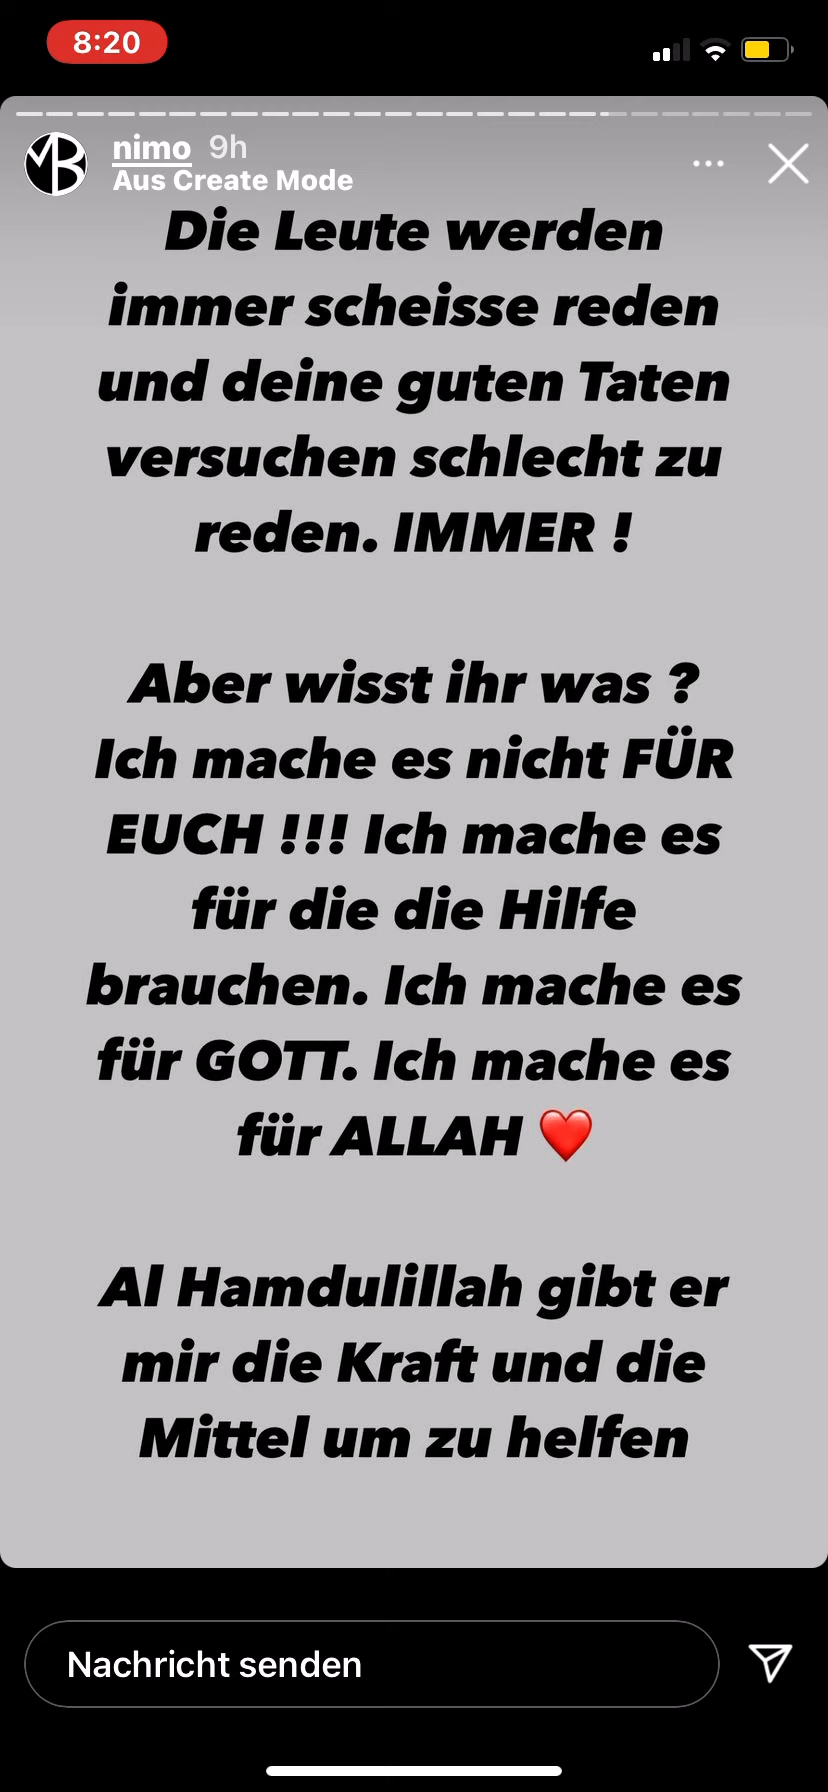 8:20
nimo 9h
Aus Create Mode
Die Leute werden
immer scheisse reden
und deine guten Taten
versuchen schlecht zu
reden. IMMER !
Aber wisst ihr was ?
Ich mache es nicht FÜR
EUCH !!! Ich mache es
für die die Hilfe
brauchen. Ich mache es
für GOTT. Ich mache es
für ALLAH ❤️
Al Hamdulillah gibt er
mir die Kraft und die
Mittel um zu helfen
Nachricht senden